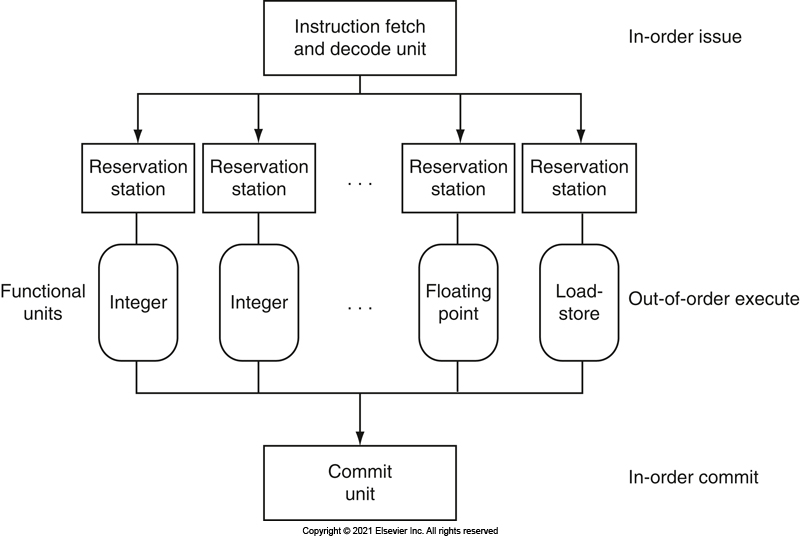 Instruction fetch
and decode unit
In-order issue
Reservation
station
Reservation
station
. . .
Reservation
station
Reservation
station
Functional
units
Integer
Integer
. . .
Floating
point
Load-
store
Out-of-order execute
Commit
unit
In-order commit
Copyright © 2021 Elsevier Inc. All rights reserved